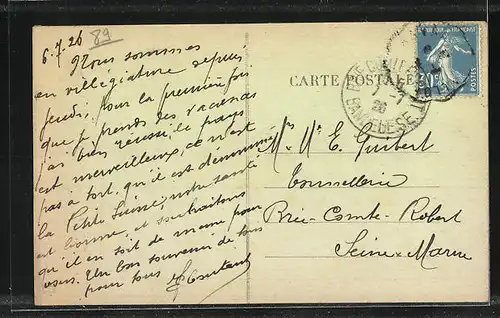 6.7.26
89
Nous sommes
en villégiature depuis
jeudi, pour la première fois
que je prends des vacances
j'ai bien réussi, le pays
est merveilleux, ce n'est
pas à tort qu'il est dénommé
la Petite Suisse, notre santé
est bonne, et souhaitons
qu'il en soit de même pour
vous. Un bon souvenir de tous
pour tous
CARTE POSTALE
POSTES
26
Mr & Mme E. Guibert
Brie-Comte-Robert
Seine & Marne